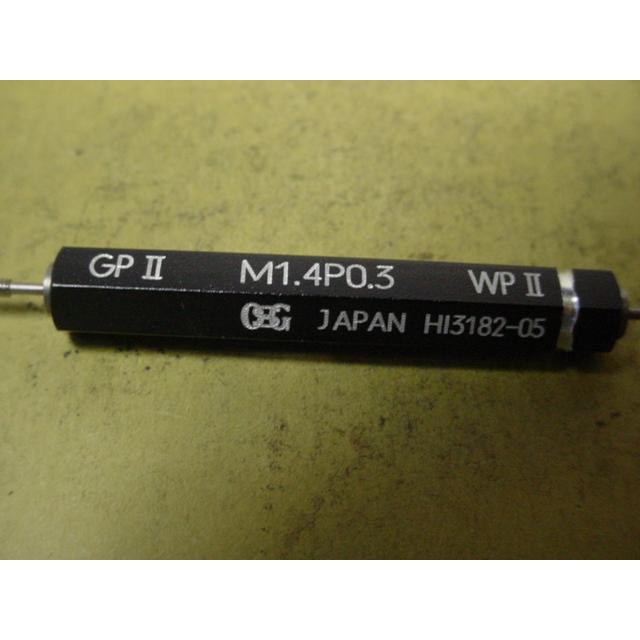 GP Ⅱ M1.4P0.3 WP Ⅱ
OSG JAPAN HI3182-05